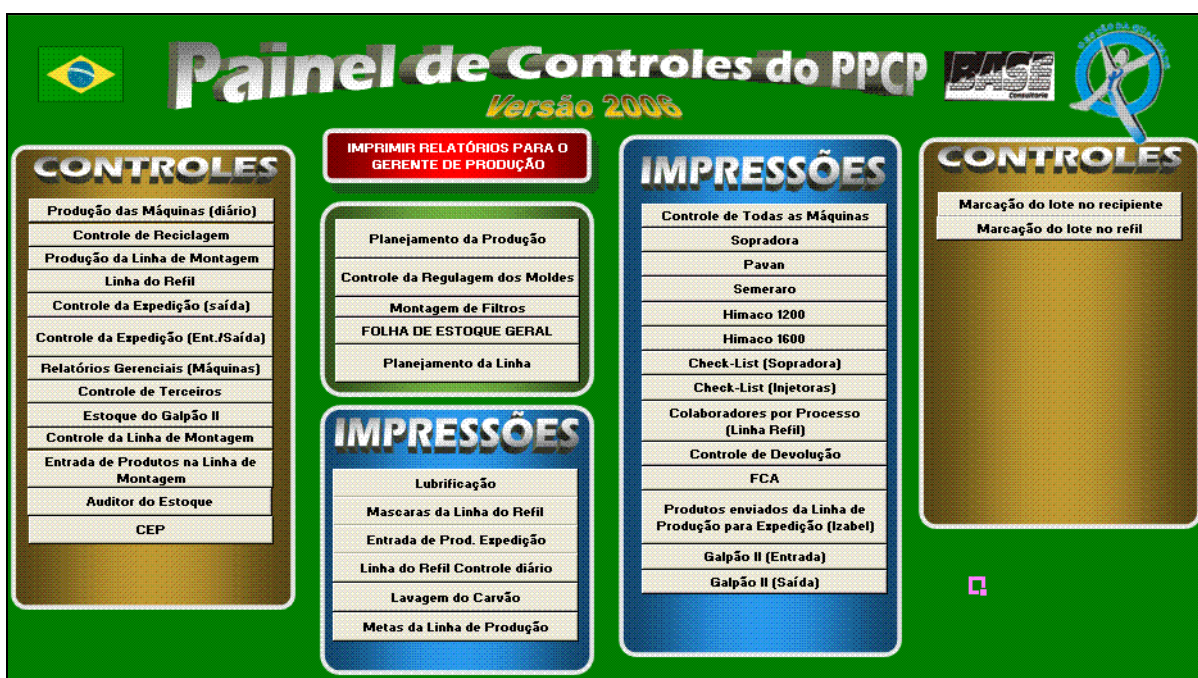 Painel de Controles do PPCP
Versão 2006
BASE
Consultoria
CONTROLES
Produção das Máquinas (diário)
Controle de Reciclagem
Produção da Linha de Montagem
Linha do Refil
Controle da Expedição (saída)
Controle da Expedição (Ent./Saída)
Relatórios Gerenciais (Máquinas)
Controle de Terceiros
Estoque do Galpão II
Controle da Linha de Montagem
Entrada de Produtos na Linha de
Montagem
Auditor do Estoque
CEP
IMPRIMIR RELATÓRIOS PARA O
GERENTE DE PRODUÇÃO
Planejamento da Produção
Controle da Regulagem dos Moldes
Montagem de Filtros
FOLHA DE ESTOQUE GERAL
Planejamento da Linha
IMPRESSÕES
Lubrificação
Mascaras da Linha do Refil
Entrada de Prod. Expedição
Linha do Refil Controle diário
Lavagem do Carvão
Metas da Linha de Produção
IMPRESSÕES
Controle de Todas as Máquinas
Sopradora
Pavan
Semeraro
Himaco 1200
Himaco 1600
Check-List (Sopradora)
Check-List (Injetoras)
Colaboradores por Processo
(Linha Refil)
Controle de Devolução
FCA
Produtos enviados da Linha de
Produção para Expedição (Izabel)
Galpão II (Entrada)
Galpão II (Saída)
CONTROLES
Marcação do lote no recipiente
Marcação do lote no refil